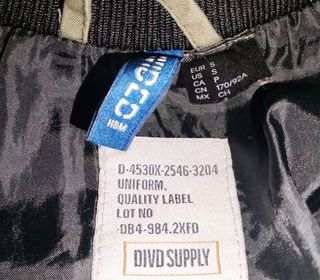 DIVIDED
H&M
EUR S
US S
CA P
CN 170/92A
MX CH
D-4530X-2546-3204
UNIFORM,
QUALITY LABEL
LOT NO
DB4-984.2XFD
DIVD SUPPLY